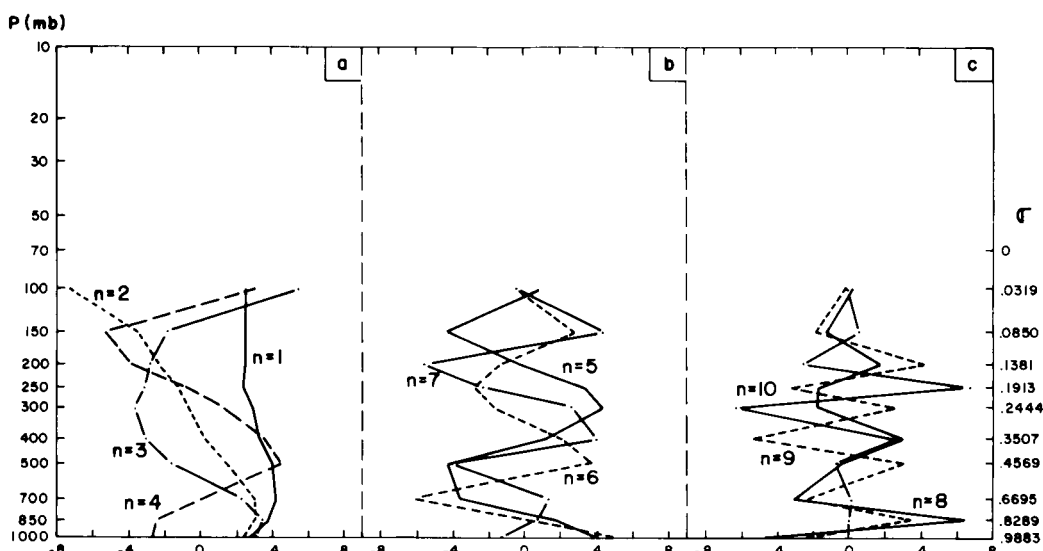 P (mb)
10
20
30
50
70
100
150
200
250
300
400
500
700
850
1000
a
b
c
n=2
n=1
n=3
n=4
n=5
n=7
n=6
n=10
n=9
n=8
σ
0
.0319
.0850
.1381
.1913
.2444
.3507
.4569
.6695
.8289
.9883
-8
-4
0
4
8
-4
0
4
8
-4
0
4
8